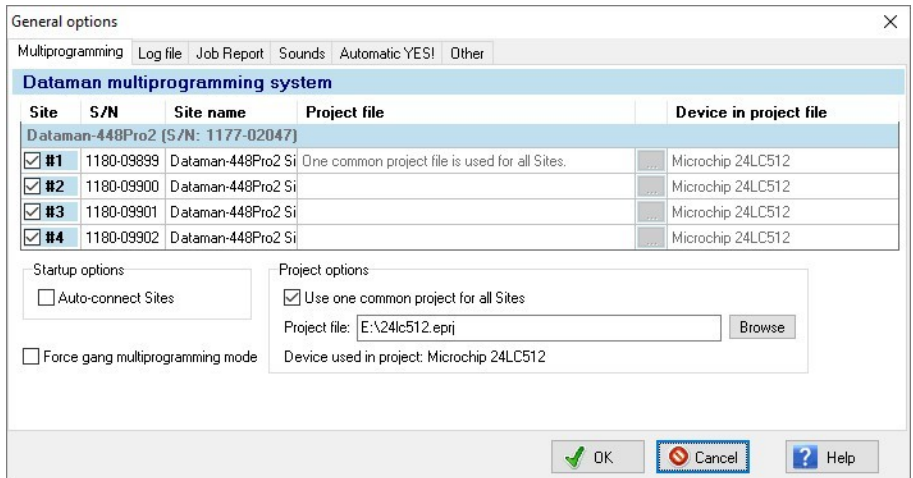 General options
Multiprogramming Log file Job Report Sounds Automatic YES! Other
Dataman multiprogramming system
Site S/N Site name Project file Device in project file
Dataman-448Pro2 (S/N: 1177-02047)
#1 1180-09899 Dataman-448Pro2 Si One common project file is used for all Sites. ... Microchip 24LC512
#2 1180-09900 Dataman-448Pro2 Si ... Microchip 24LC512
#3 1180-09901 Dataman-448Pro2 Si ... Microchip 24LC512
#4 1180-09902 Dataman-448Pro2 Si ... Microchip 24LC512
Startup options
Auto-connect Sites
Force gang multiprogramming mode
Project options
Use one common project for all Sites
Project file: E:\24lc512.eprj Browse
Device used in project: Microchip 24LC512
OK Cancel ? Help